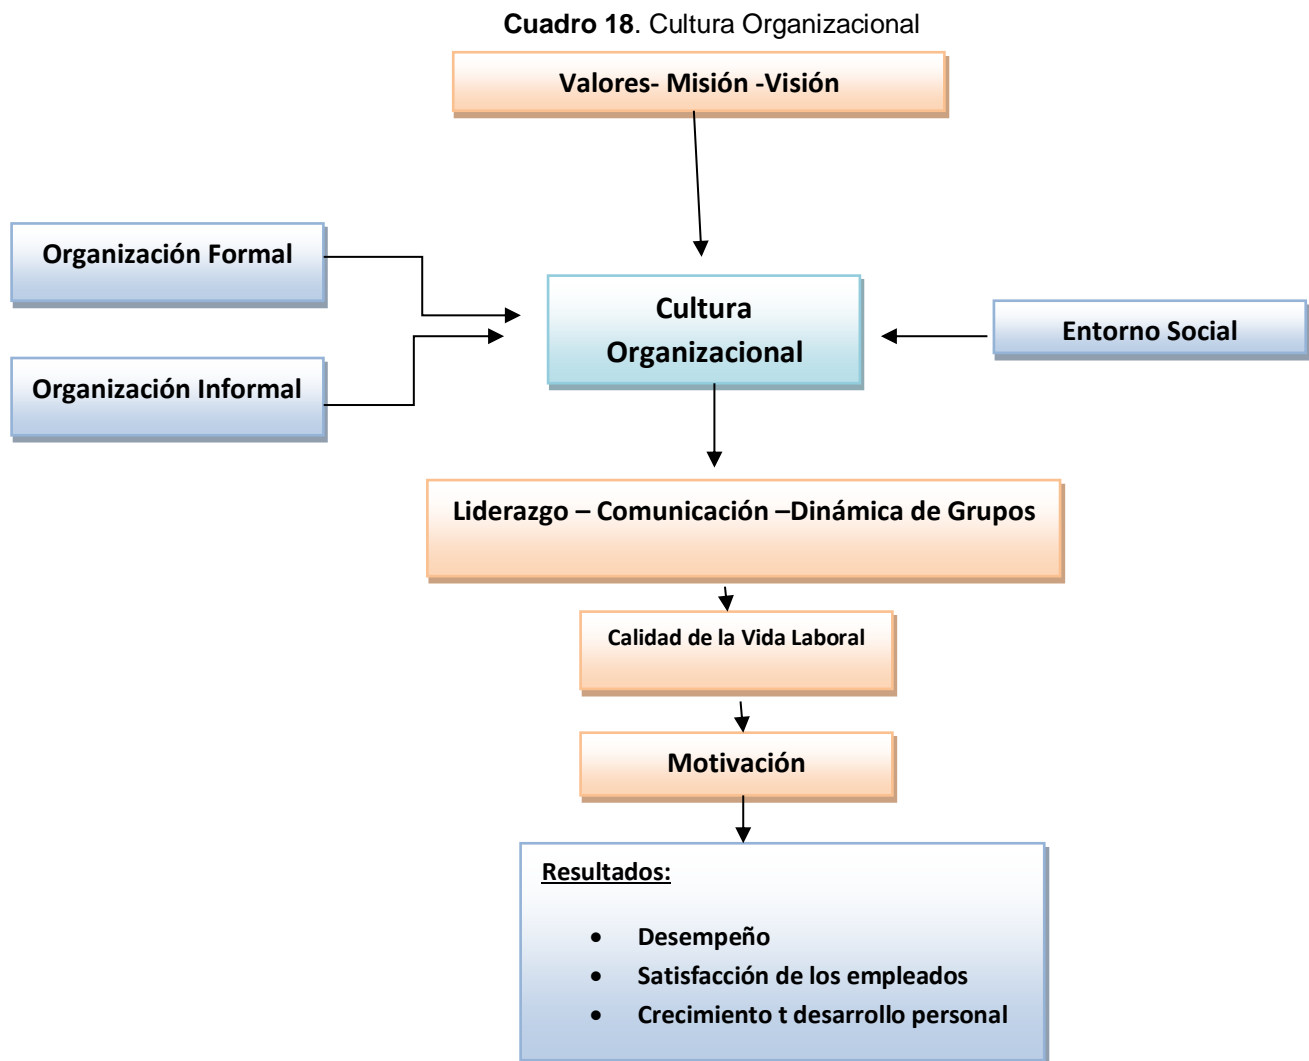 Cuadro 18. Cultura Organizacional
Valores- Misión -Visión
Organización Formal
Cultura
Organizacional
Entorno Social
Organización Informal
Liderazgo – Comunicación –Dinámica de Grupos
Calidad de la Vida Laboral
Motivación
Resultados:
• Desempeño
• Satisfacción de los empleados
• Crecimiento t desarrollo personal